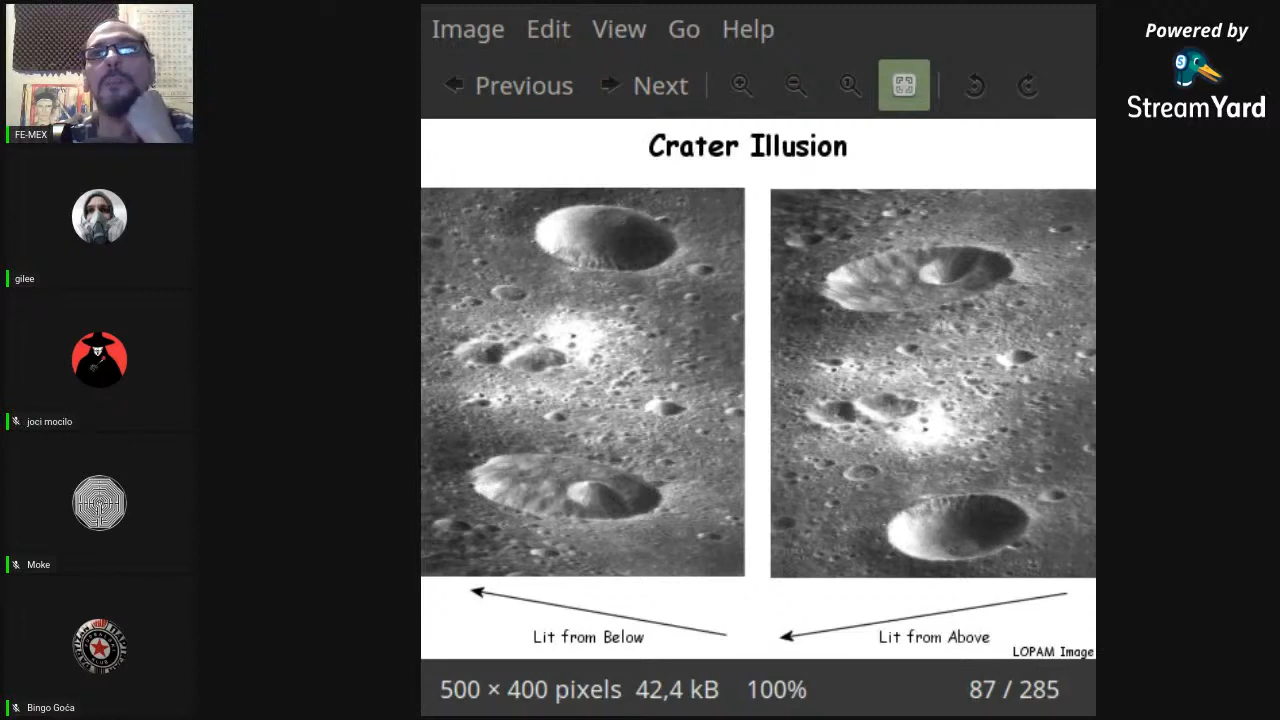 FE-MEX
gilee
joci mocilo
Moke
Bingo Goća
Image Edit View Go Help
Previous Next
Crater Illusion
Lit from Below
Lit from Above
LOPAM Image
500 × 400 pixels 42,4 kB 100% 87 / 285
Powered by
StreamYard